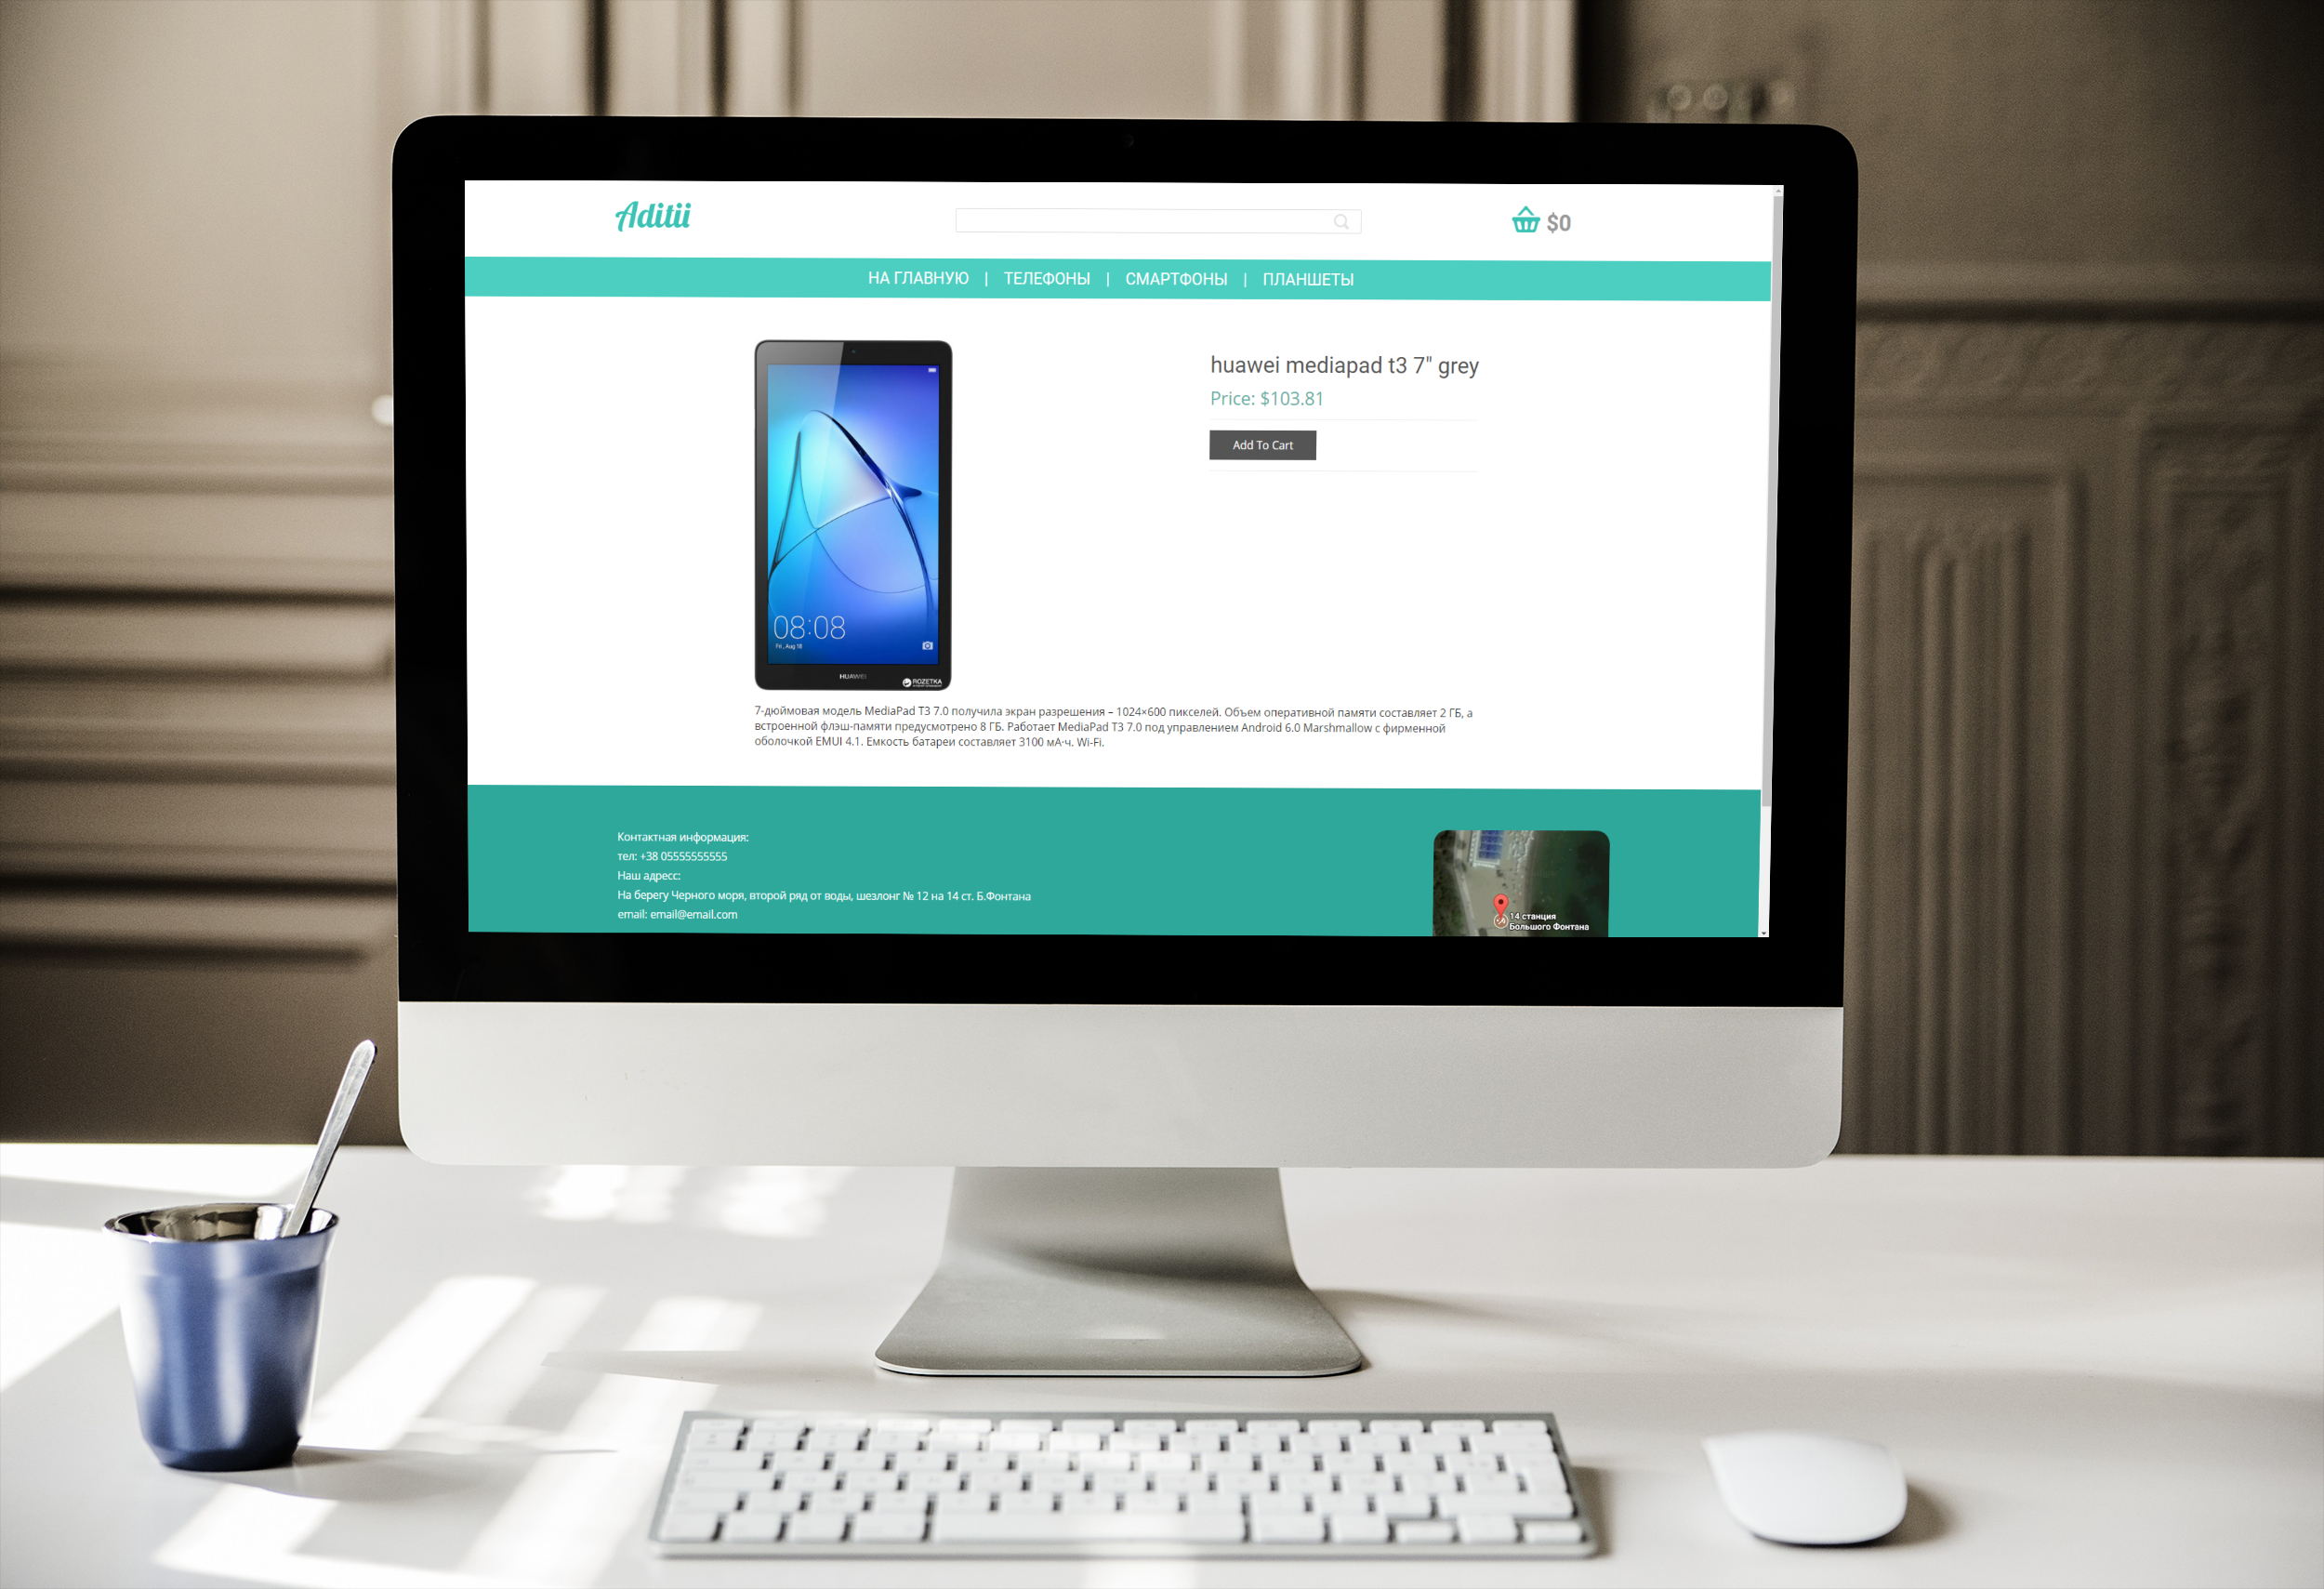 Aditii
$0
НА ГЛАВНУЮ | ТЕЛЕФОНЫ | СМАРТФОНЫ | ПЛАНШЕТЫ
huawei mediapad t3 7" grey
Price: $103.81
Add To Cart
08:08
Fri, Aug 18
HUAWEI
ROZETKA
7-дюймовая модель MediaPad T3 7.0 получила экран разрешения – 1024×600 пикселей. Объем оперативной памяти составляет 2 ГБ, а
встроенной флэш-памяти предусмотрено 8 ГБ. Работает MediaPad T3 7.0 под управлением Android 6.0 Marshmallow с фирменной
оболочкой EMUI 4.1. Емкость батареи составляет 3100 мА·ч. Wi-Fi.
Контактная информация:
тел: +38 05555555555
Наш адресс:
На берегу Черного моря, второй ряд от воды, шезлонг № 12 на 14 ст. Б.Фонтана
email: email@email.com
14 станция
Большого Фонтана